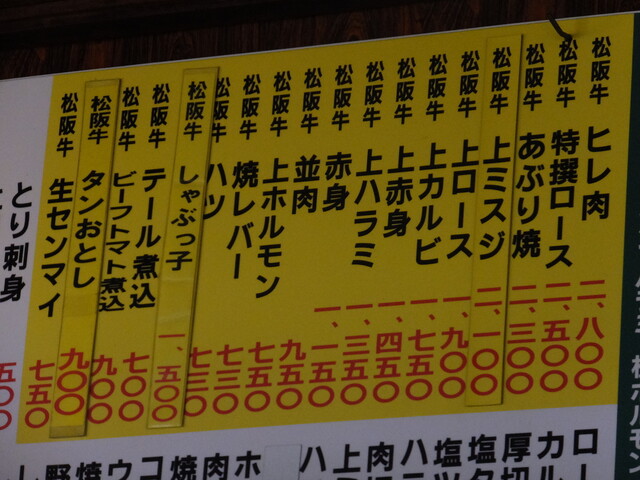 松阪牛 ヒレ肉 二、八〇〇
松阪牛 特撰ロース 二、五〇〇
松阪牛 あぶり焼 二、三〇〇
松阪牛 上ミスジ 二、一〇〇
松阪牛 上ロース 一、九〇〇
松阪牛 上カルビ 一、七五〇
松阪牛 上赤身 一、四五〇
松阪牛 上ハラミ 一、三五〇
松阪牛 赤身 一、一五〇
松阪牛 並肉 九五〇
松阪牛 上ホルモン 七五〇
松阪牛 焼レバー 七三〇
松阪牛 ハツ 七三〇
松阪牛 しゃぶっ子 一、五〇〇
松阪牛 テール煮込 七〇〇
松阪牛 ビーフトマト煮込 九〇〇
松阪牛 タンおとし 九〇〇
松阪牛 生センマイ 七五〇
とり刺身 五〇〇